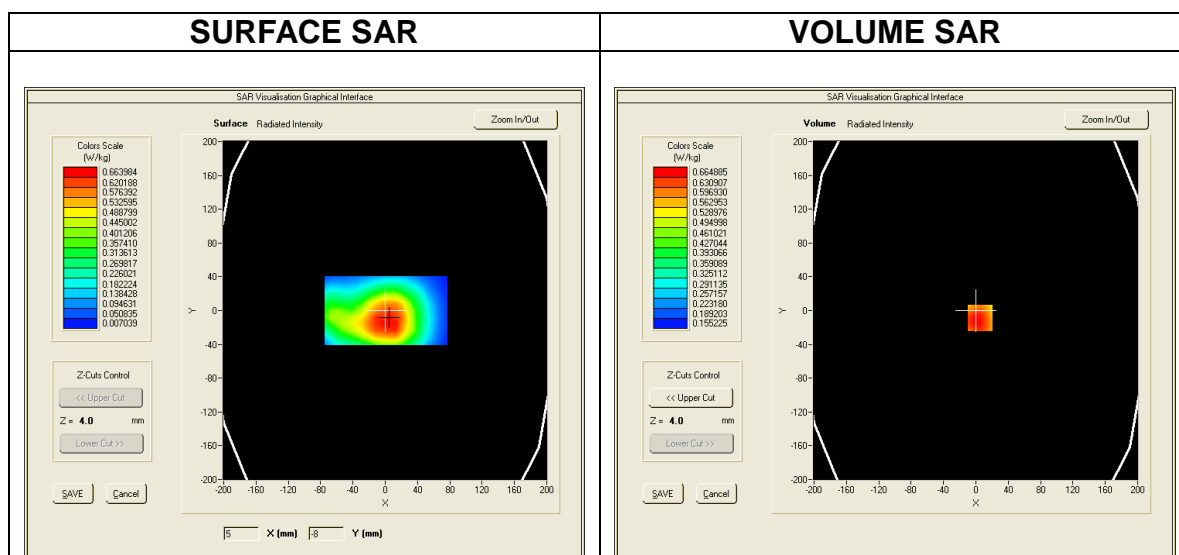 SURFACE SAR
VOLUME SAR
SAR Visualisation Graphical Interface
Surface Radiated Intensity
Zoom In/Out
Colors Scale
(W/kg)
0.663984
0.620188
0.576392
0.532595
0.488799
0.445002
0.401206
0.357410
0.313613
0.269817
0.226021
0.182224
0.138428
0.094631
0.050835
0.007039
Z-Cuts Control
<< Upper Cut
Z = 4.0 mm
Lower Cut >>
SAVE
Cancel
200
160
120
80
40
0
-40
-80
-120
-160
-200
Y
-200 -160 -120 -80 -40 0 40 80 120 160 200
X
5 X (mm) -8 Y (mm)
SAR Visualisation Graphical Interface
Volume Radiated Intensity
Zoom In/Out
Colors Scale
(W/kg)
0.664885
0.630907
0.596930
0.562953
0.528976
0.494998
0.461021
0.427044
0.393066
0.359089
0.325112
0.291135
0.257157
0.223180
0.189203
0.155225
Z-Cuts Control
<< Upper Cut
Z = 4.0 mm
Lower Cut >>
SAVE
Cancel
200
160
120
80
40
0
-40
-80
-120
-160
-200
Y
-200 -160 -120 -80 -40 0 40 80 120 160 200
X